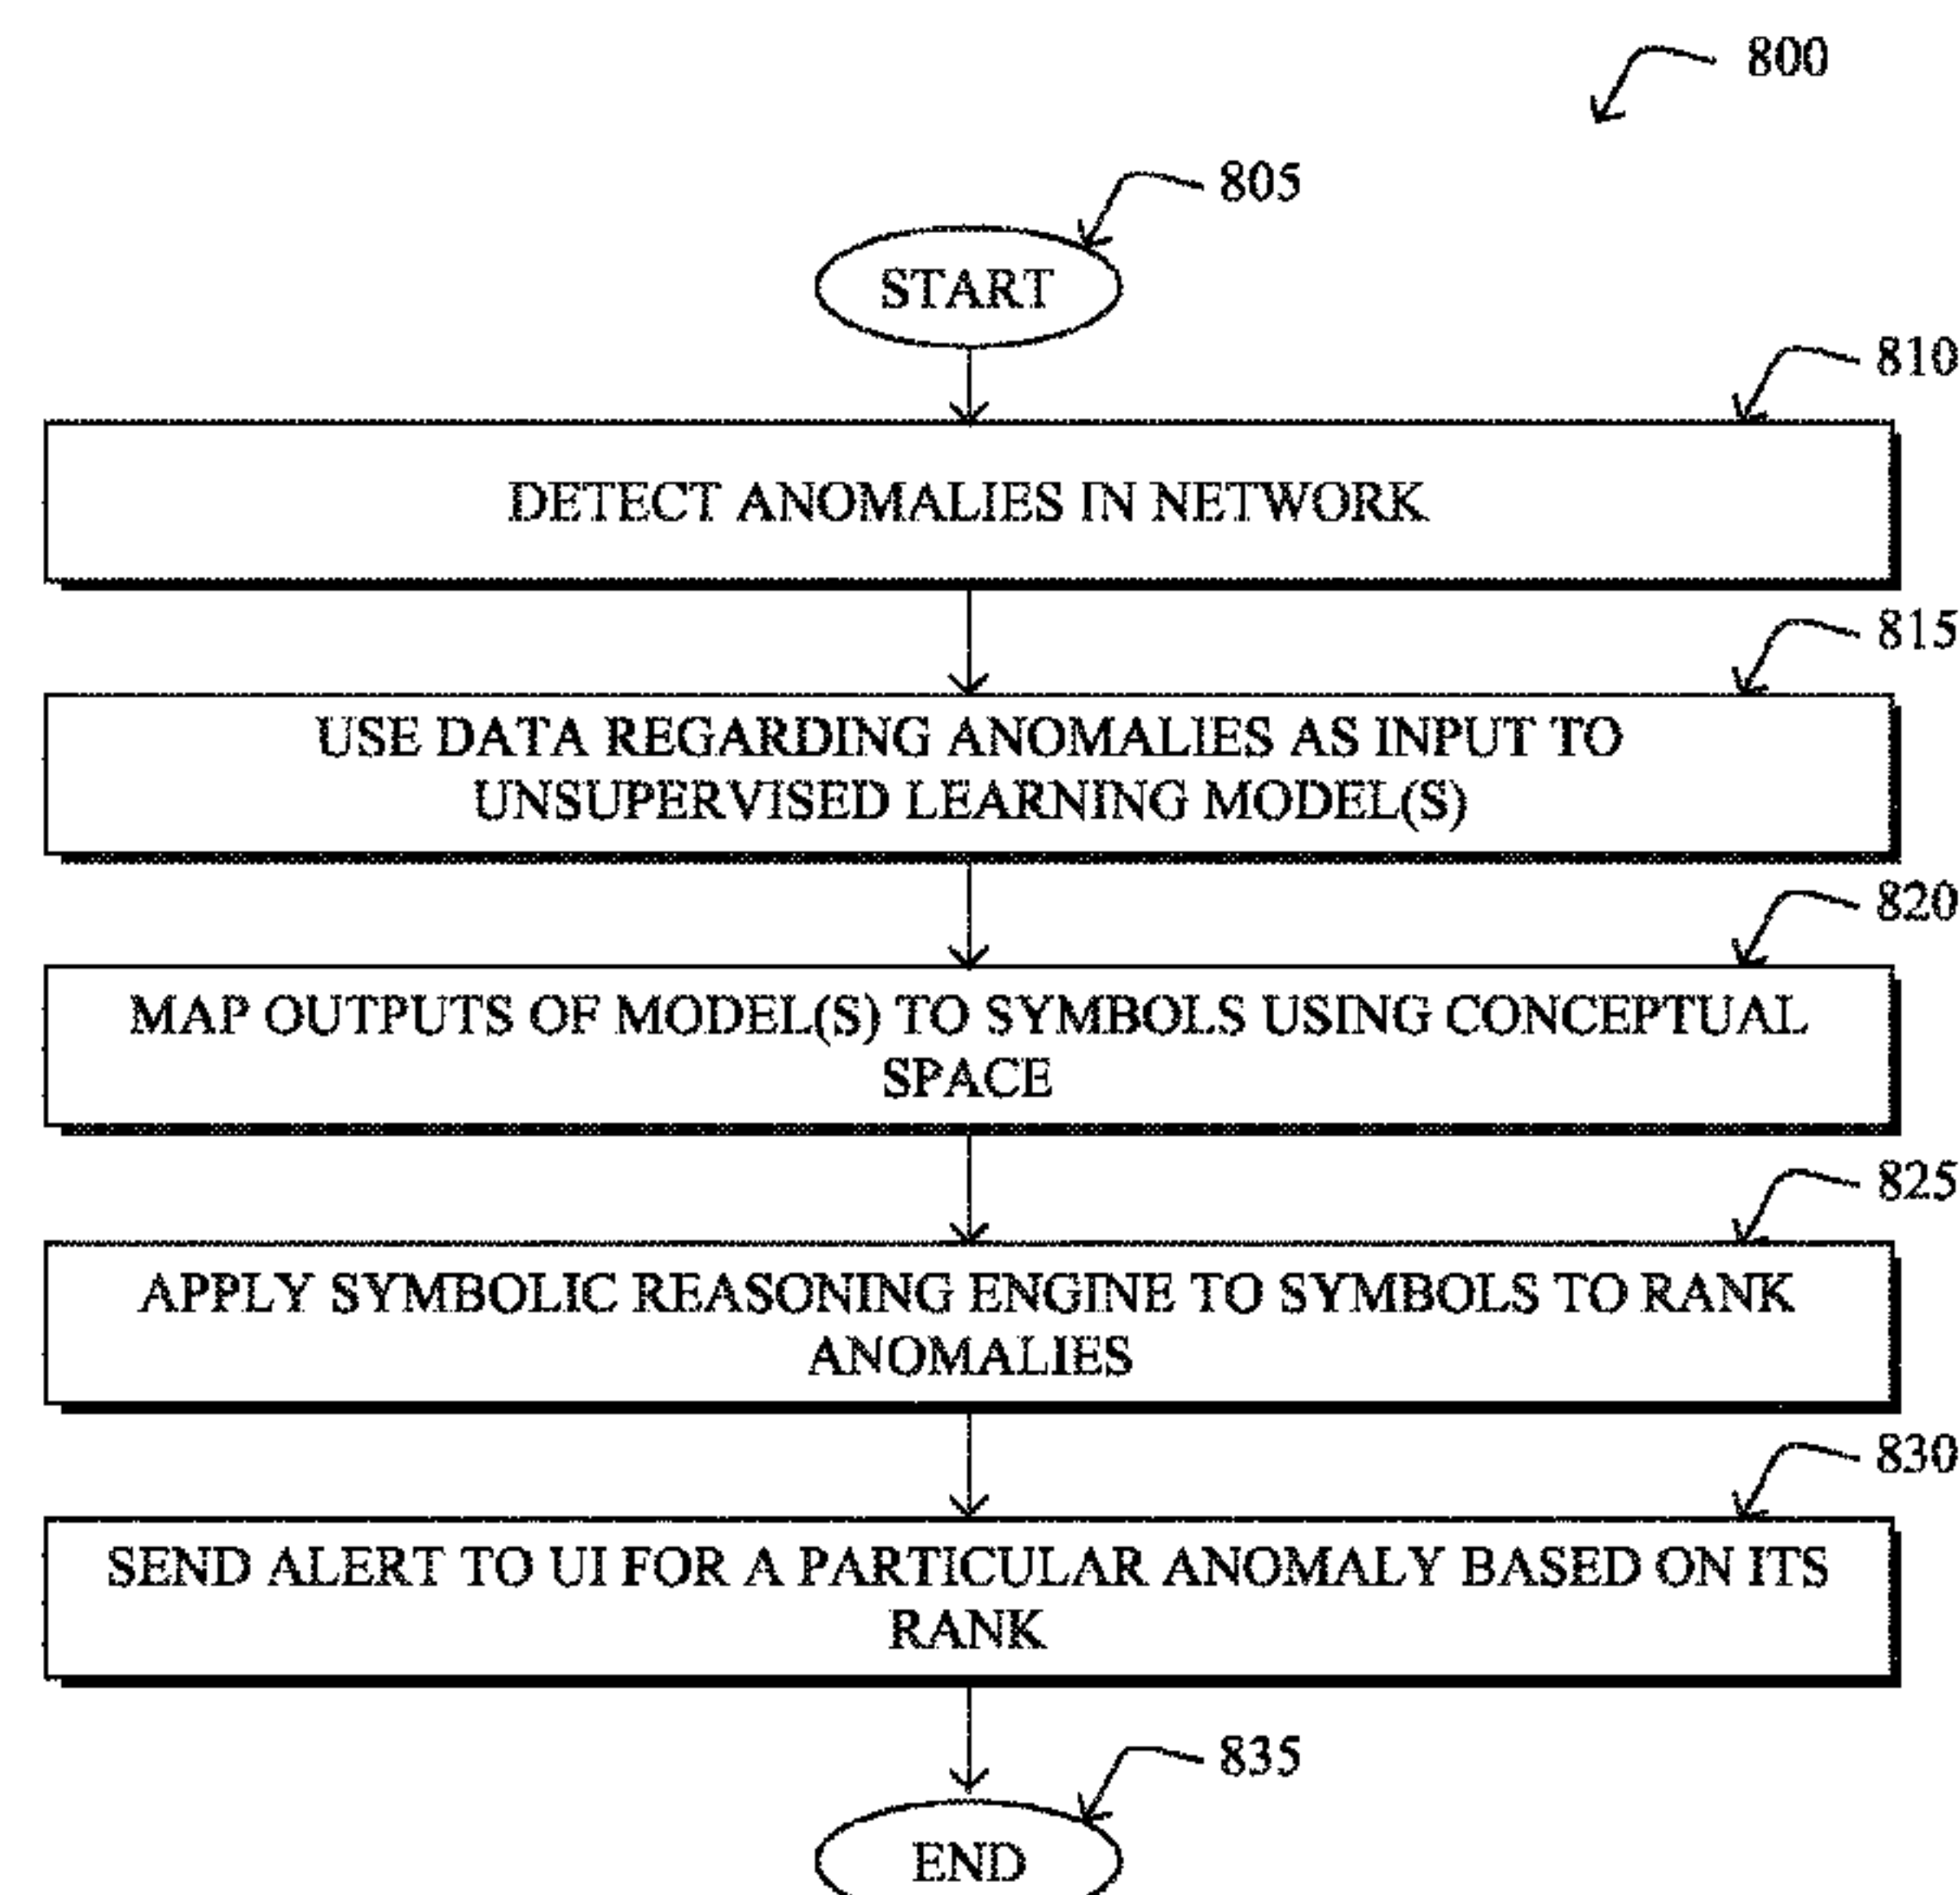 800
805
START
810
DETECT ANOMALIES IN NETWORK
815
USE DATA REGARDING ANOMALIES AS INPUT TO
UNSUPERVISED LEARNING MODEL(S)
820
MAP OUTPUTS OF MODEL(S) TO SYMBOLS USING CONCEPTUAL
SPACE
825
APPLY SYMBOLIC REASONING ENGINE TO SYMBOLS TO RANK
ANOMALIES
830
SEND ALERT TO UI FOR A PARTICULAR ANOMALY BASED ON ITS
RANK
835
END